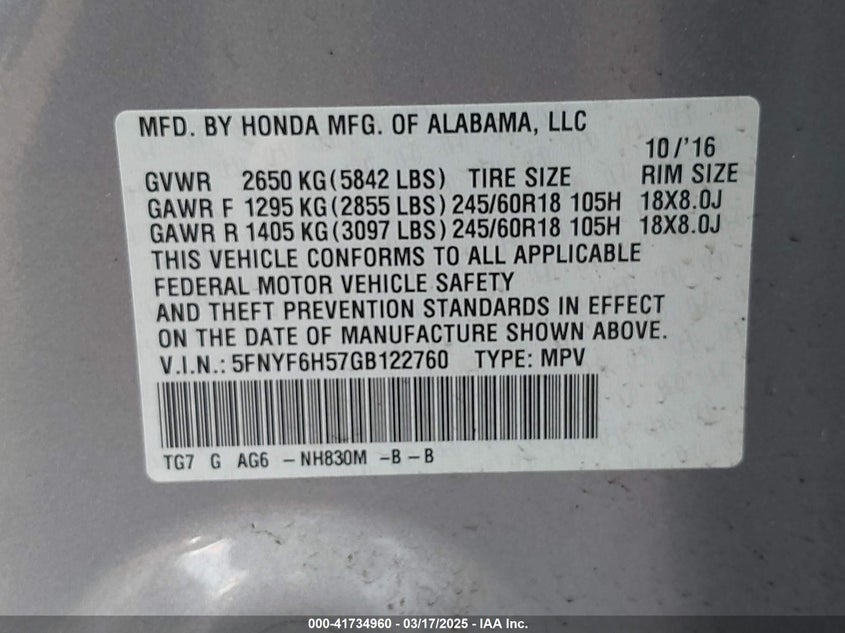 MFD. BY HONDA MFG. OF ALABAMA, LLC
10/'16
GVWR 2650 KG (5842 LBS) TIRE SIZE RIM SIZE
GAWR F 1295 KG (2855 LBS) 245/60R18 105H 18X8.0J
GAWR R 1405 KG (3097 LBS) 245/60R18 105H 18X8.0J
THIS VEHICLE CONFORMS TO ALL APPLICABLE
FEDERAL MOTOR VEHICLE SAFETY
AND THEFT PREVENTION STANDARDS IN EFFECT
ON THE DATE OF MANUFACTURE SHOWN ABOVE.
V.I.N.: 5FNYF6H57GB122760 TYPE: MPV
TG7 G AG6 -NH830M -B-B
000-41734960 - 03/17/2025 - IAA Inc.